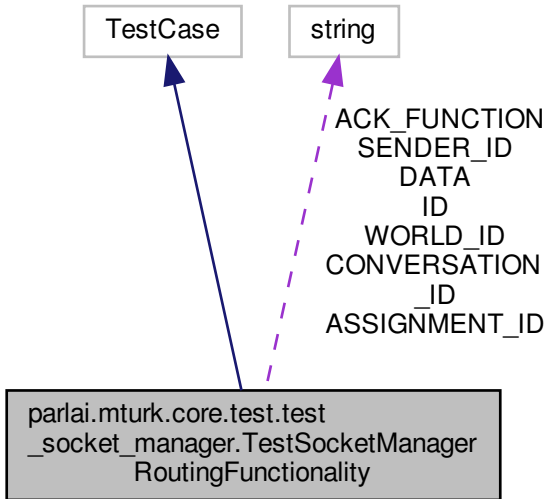 TestCase
string
ACK_FUNCTION
SENDER_ID
DATA
ID
WORLD_ID
CONVERSATION
_ID
ASSIGNMENT_ID
parlai.mturk.core.test.test
_socket_manager.TestSocketManager
RoutingFunctionality